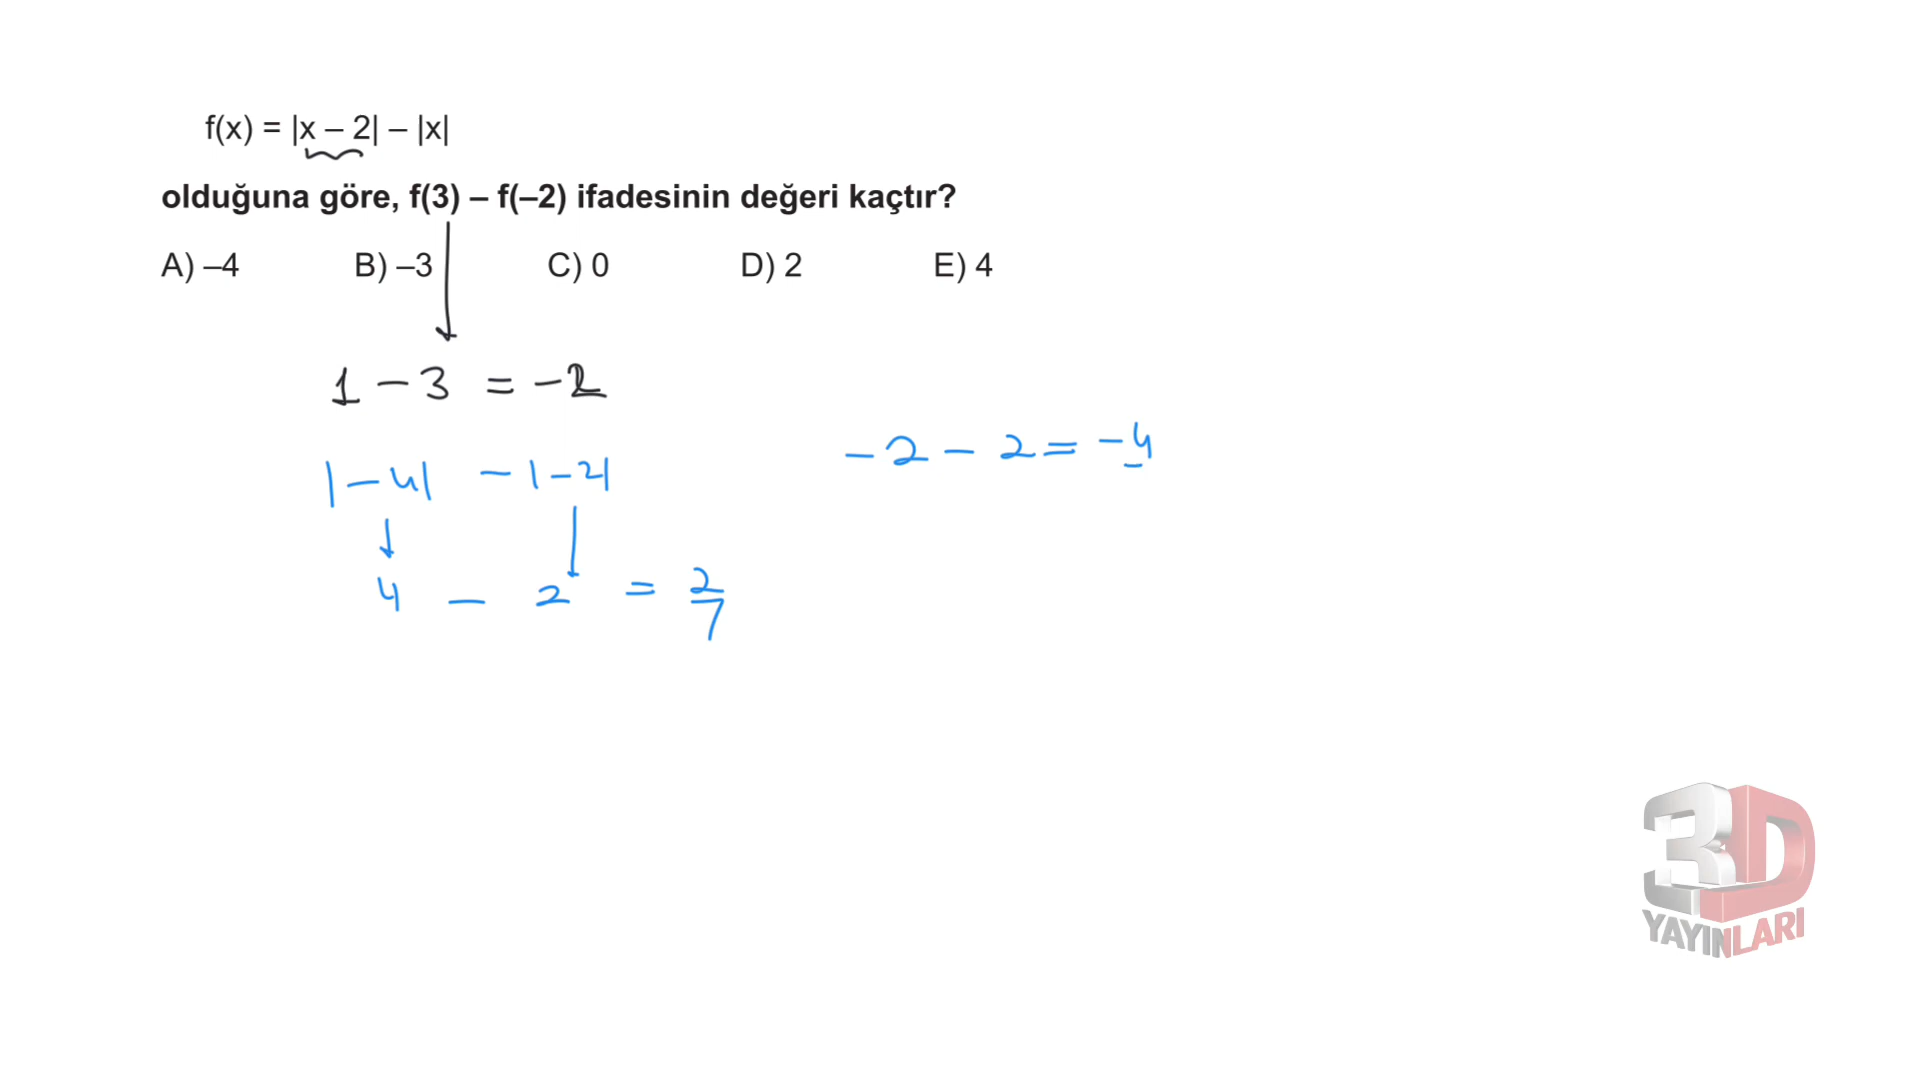 f(x) = |x – 2| – |x|
olduğuna göre, f(3) – f(–2) ifadesinin değeri kaçtır?
A) –4 B) –3 C) 0 D) 2 E) 4
1 – 3 = –2
|–4| – |–2|
4 – 2 = 2
–2 – 2 = –4
3D
YAYINLARI